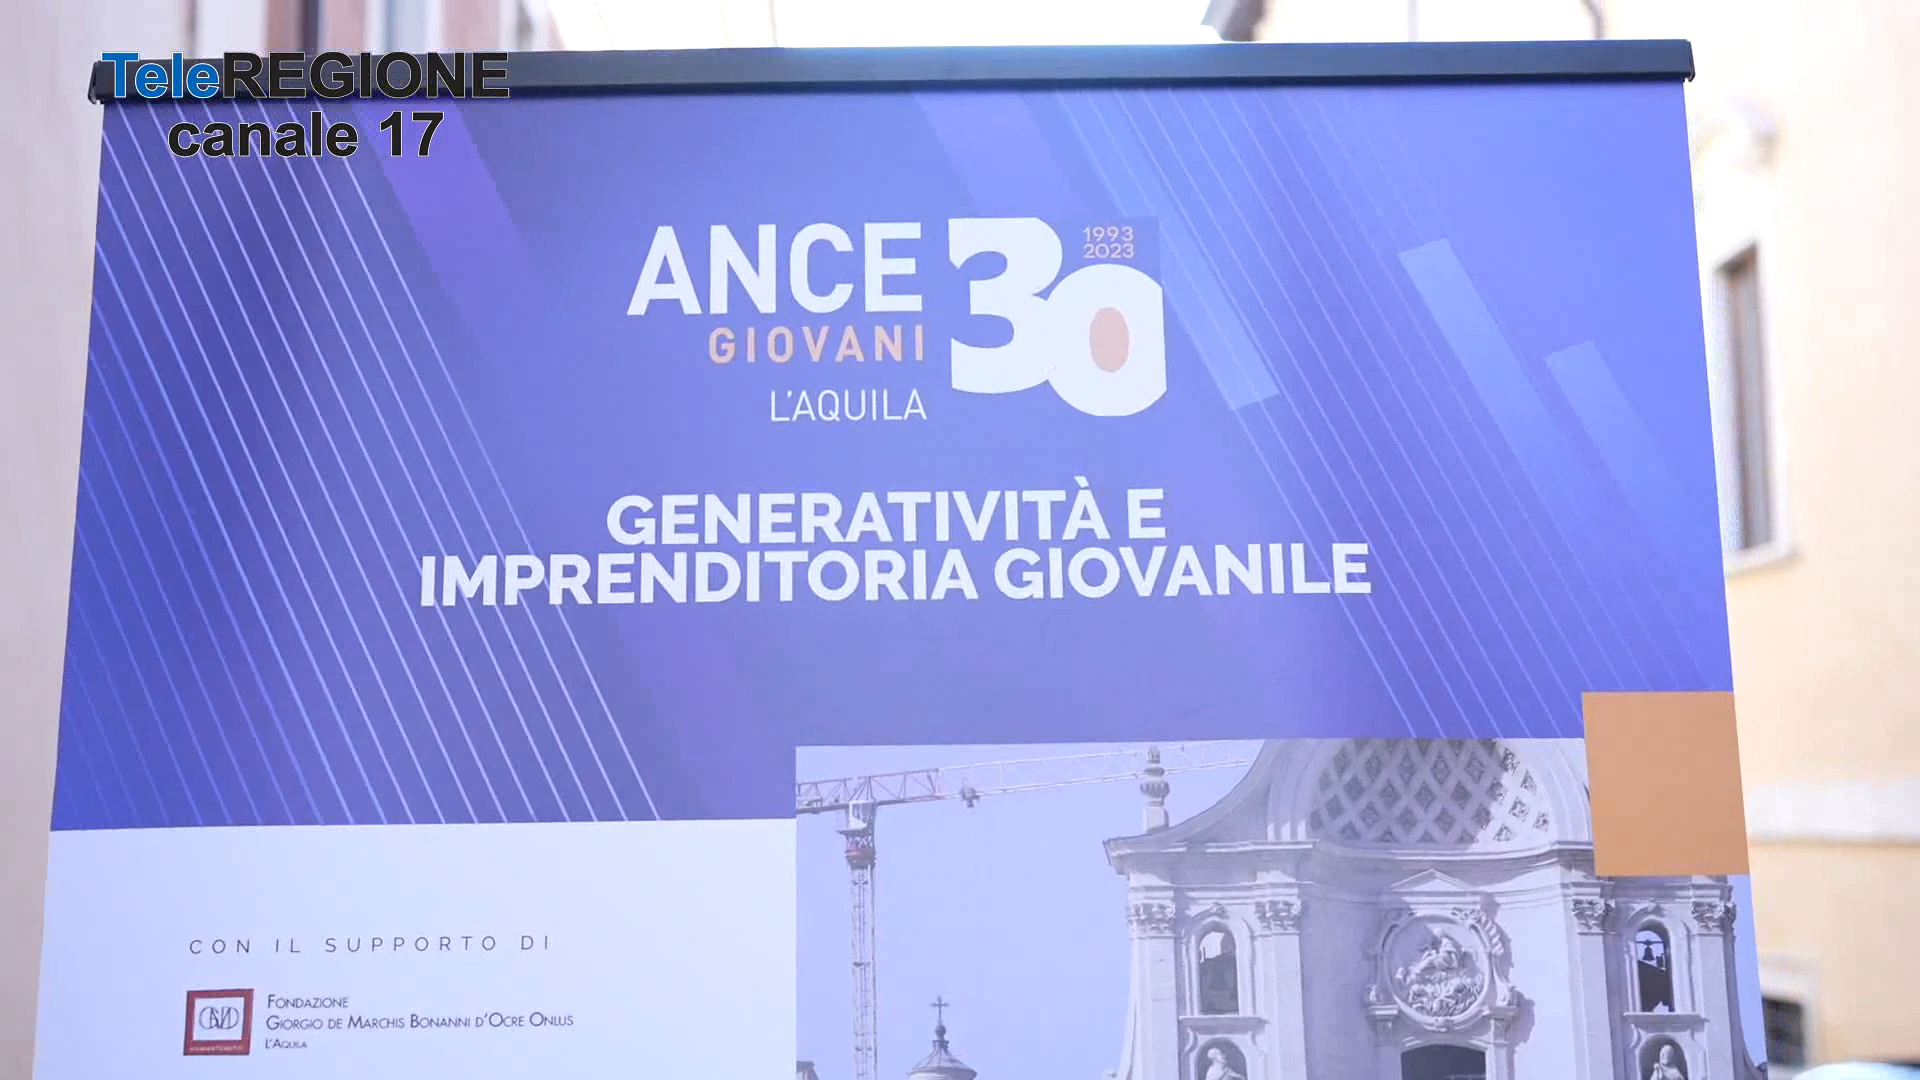 TeleREGIONE
canale 17
ANCE
30
1993
2023
GIOVANI
L'AQUILA
GENERATIVITÀ E
IMPRENDITORIA GIOVANILE
CON IL SUPPORTO DI
FONDAZIONE
GIORGIO DE MARCHIS BONANNI D'OCRE ONLUS
L'AQUILA